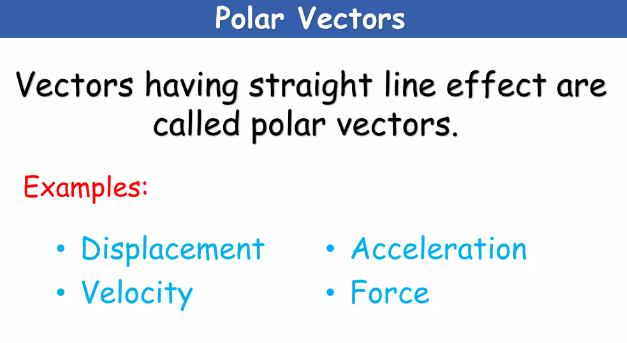 Polar Vectors
Vectors having straight line effect are
called polar vectors.
Examples:
• Displacement
• Velocity
• Acceleration
• Force